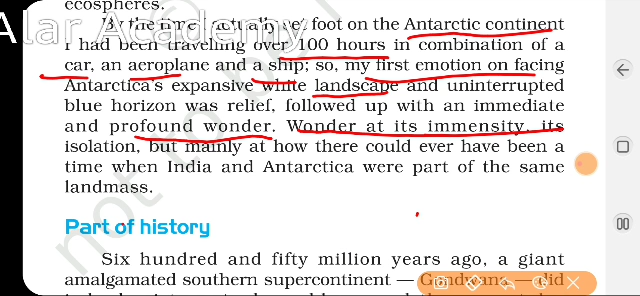 ecospheres.
By the time I actually set foot on the Antarctic continent
I had been travelling over 100 hours in combination of a
car, an aeroplane and a ship; so, my first emotion on facing
Antarctica's expansive white landscape and uninterrupted
blue horizon was relief, followed up with an immediate
and profound wonder. Wonder at its immensity, its
isolation, but mainly at how there could ever have been a
time when India and Antarctica were part of the same
landmass.
Part of history
Six hundred and fifty million years ago, a giant
amalgamated southern supercontinent — Gondwana — did
Alar Academy
not to be